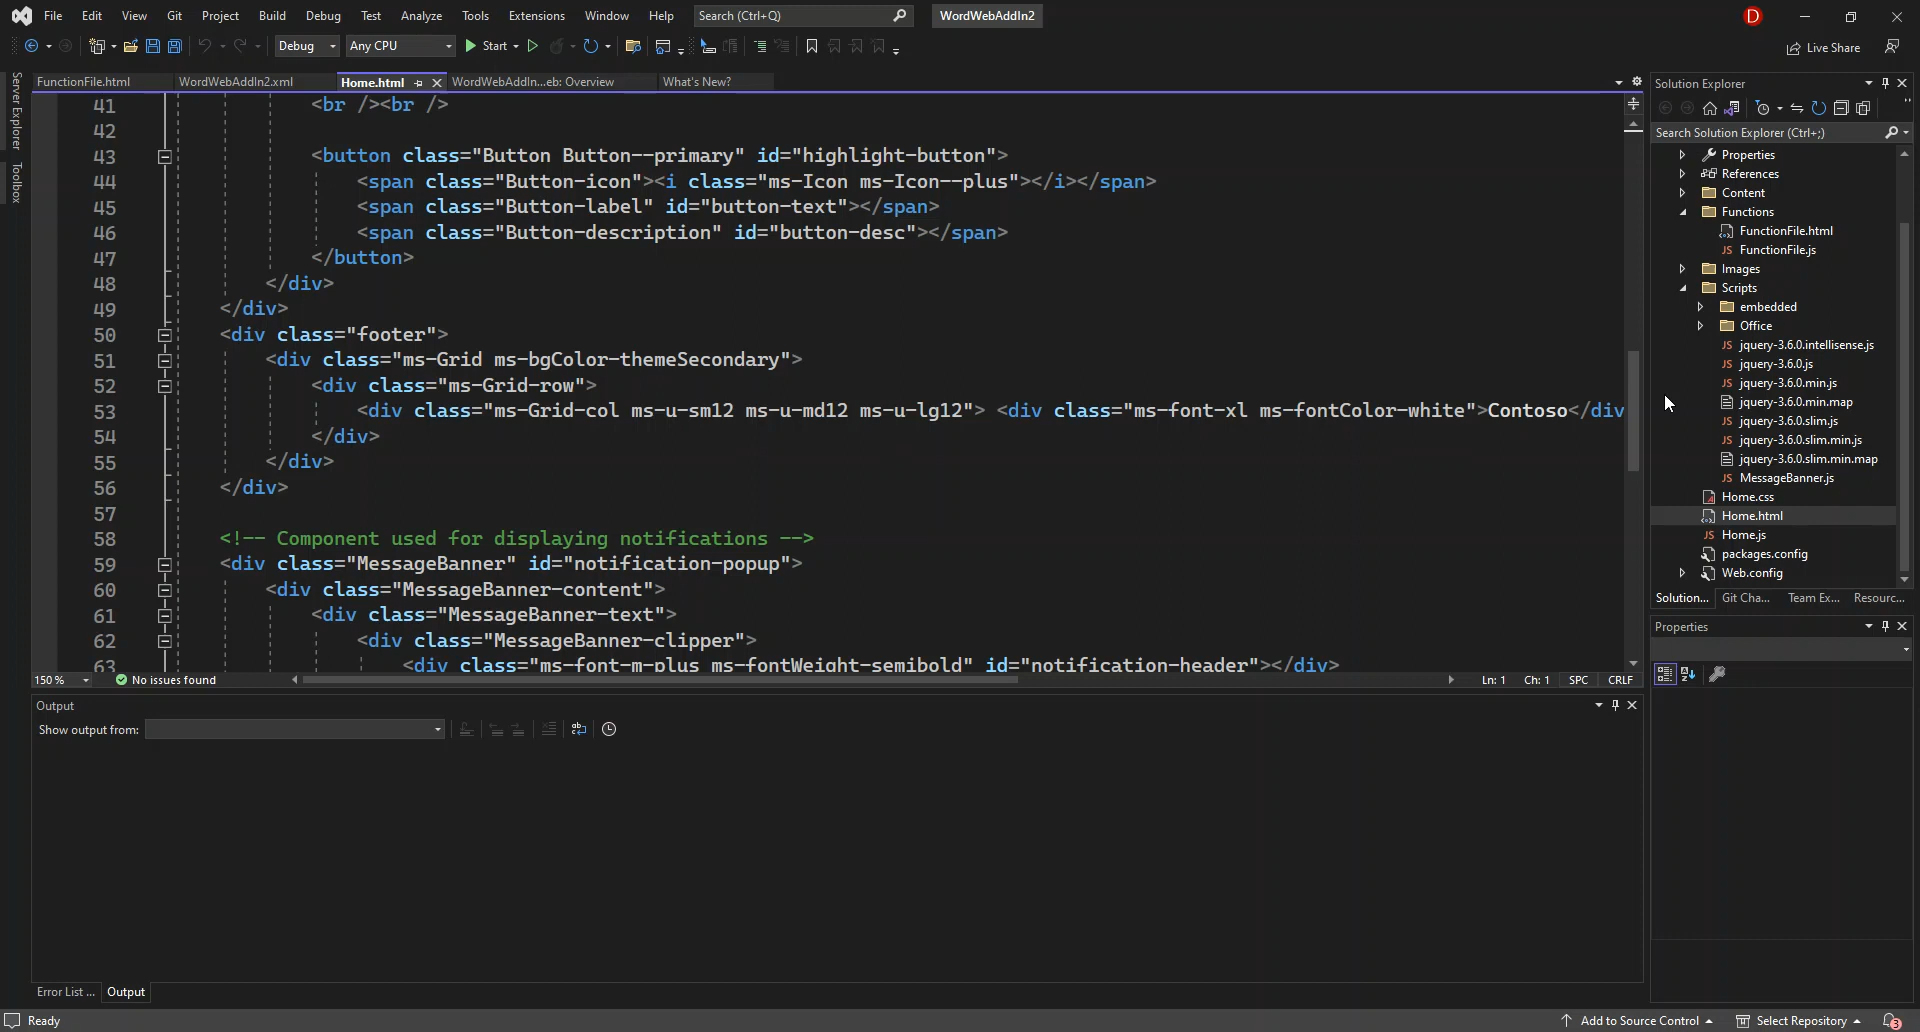 File Edit View Git Project Build Debug Test Analyze Tools Extensions Window Help Search (Ctrl+Q) WordWebAddIn2 D
Debug Any CPU Start Live Share
Server Explorer
Toolbox
FunctionFile.html WordWebAddIn2.xml Home.html WordWebAddIn...eb: Overview What's New?
41 <br /><br />
42
43 <button class="Button Button--primary" id="highlight-button">
44 <span class="Button-icon"><i class="ms-Icon ms-Icon--plus"></i></span>
45 <span class="Button-label" id="button-text"></span>
46 <span class="Button-description" id="button-desc"></span>
47 </button>
48 </div>
49 </div>
50 <div class="footer">
51 <div class="ms-Grid ms-bgColor-themeSecondary">
52 <div class="ms-Grid-row">
53 <div class="ms-Grid-col ms-u-sm12 ms-u-md12 ms-u-lg12"> <div class="ms-font-xl ms-fontColor-white">Contoso</div
54 </div>
55 </div>
56 </div>
57
58 <!-- Component used for displaying notifications -->
59 <div class="MessageBanner" id="notification-popup">
60 <div class="MessageBanner-content">
61 <div class="MessageBanner-text">
62 <div class="MessageBanner-clipper">
63 <div class="ms-font-m-plus ms-fontWeight-semibold" id="notification-header"></div>
150 % No issues found Ln: 1 Ch: 1 SPC CRLF
Output
Show output from:
Error List ... Output
Solution Explorer
Search Solution Explorer (Ctrl+;)
Properties
References
Content
Functions
FunctionFile.html
JS FunctionFile.js
Images
Scripts
embedded
Office
JS jquery-3.6.0.intellisense.js
JS jquery-3.6.0.js
JS jquery-3.6.0.min.js
jquery-3.6.0.min.map
JS jquery-3.6.0.slim.js
JS jquery-3.6.0.slim.min.js
jquery-3.6.0.slim.min.map
JS MessageBanner.js
Home.css
Home.html
JS Home.js
packages.config
Web.config
Solution... Git Cha... Team Ex... Resourc...
Properties
Ready Add to Source Control Select Repository 3